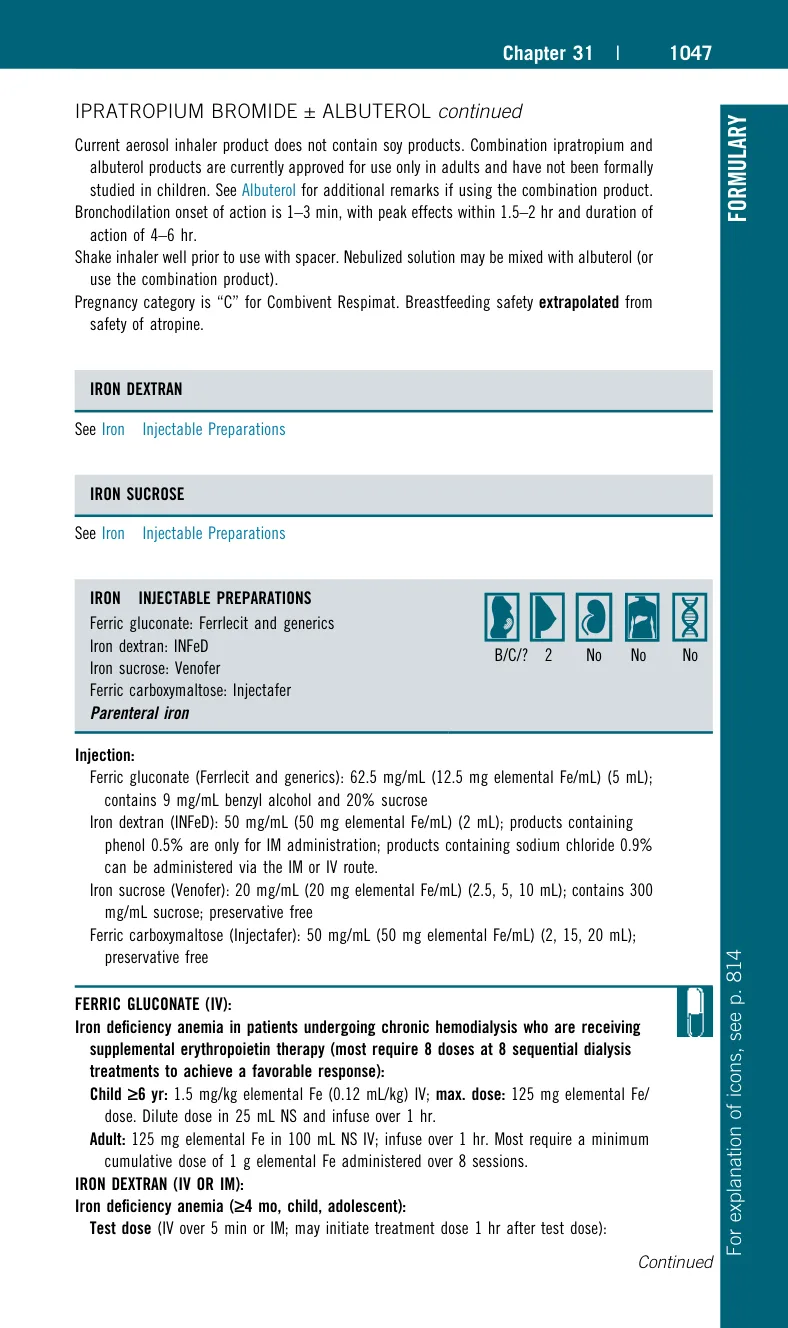 Chapter 31 | 1047
IPRATROPIUM BROMIDE ± ALBUTEROL continued
Current aerosol inhaler product does not contain soy products. Combination ipratropium and
albuterol products are currently approved for use only in adults and have not been formally
studied in children. See Albuterol for additional remarks if using the combination product.
Bronchodilation onset of action is 1–3 min, with peak effects within 1.5–2 hr and duration of
action of 4–6 hr.
Shake inhaler well prior to use with spacer. Nebulized solution may be mixed with albuterol (or
use the combination product).
Pregnancy category is “C” for Combivent Respimat. Breastfeeding safety extrapolated from
safety of atropine.
IRON DEXTRAN
See Iron Injectable Preparations
IRON SUCROSE
See Iron Injectable Preparations
IRON INJECTABLE PREPARATIONS
Ferric gluconate: Ferrlecit and generics
Iron dextran: INFeD
Iron sucrose: Venofer
Ferric carboxymaltose: Injectafer
Parenteral iron
B/C/? 2 No No No
Injection:
Ferric gluconate (Ferrlecit and generics): 62.5 mg/mL (12.5 mg elemental Fe/mL) (5 mL);
contains 9 mg/mL benzyl alcohol and 20% sucrose
Iron dextran (INFeD): 50 mg/mL (50 mg elemental Fe/mL) (2 mL); products containing
phenol 0.5% are only for IM administration; products containing sodium chloride 0.9%
can be administered via the IM or IV route.
Iron sucrose (Venofer): 20 mg/mL (20 mg elemental Fe/mL) (2.5, 5, 10 mL); contains 300
mg/mL sucrose; preservative free
Ferric carboxymaltose (Injectafer): 50 mg/mL (50 mg elemental Fe/mL) (2, 15, 20 mL);
preservative free
FERRIC GLUCONATE (IV):
Iron deficiency anemia in patients undergoing chronic hemodialysis who are receiving
supplemental erythropoietin therapy (most require 8 doses at 8 sequential dialysis
treatments to achieve a favorable response):
Child ≥6 yr: 1.5 mg/kg elemental Fe (0.12 mL/kg) IV; max. dose: 125 mg elemental Fe/
dose. Dilute dose in 25 mL NS and infuse over 1 hr.
Adult: 125 mg elemental Fe in 100 mL NS IV; infuse over 1 hr. Most require a minimum
cumulative dose of 1 g elemental Fe administered over 8 sessions.
IRON DEXTRAN (IV OR IM):
Iron deficiency anemia (≥4 mo, child, adolescent):
Test dose (IV over 5 min or IM; may initiate treatment dose 1 hr after test dose):
Continued
FORMULARY
For explanation of icons, see p. 814